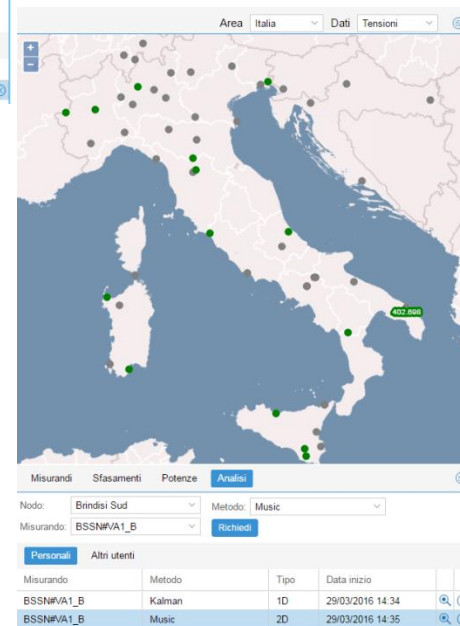 Area Italia Dati Tensioni
+
−
402.698
Misurandi Sfasamenti Potenze Analisi
Nodo: Brindisi Sud Metodo: Music
Misurando: BSSN#VA1_B Richiedi
Personali Altri utenti
Misurando Metodo Tipo Data inizio
BSSN#VA1_B Kalman 1D 29/03/2016 14:34
BSSN#VA1_B Music 2D 29/03/2016 14:35